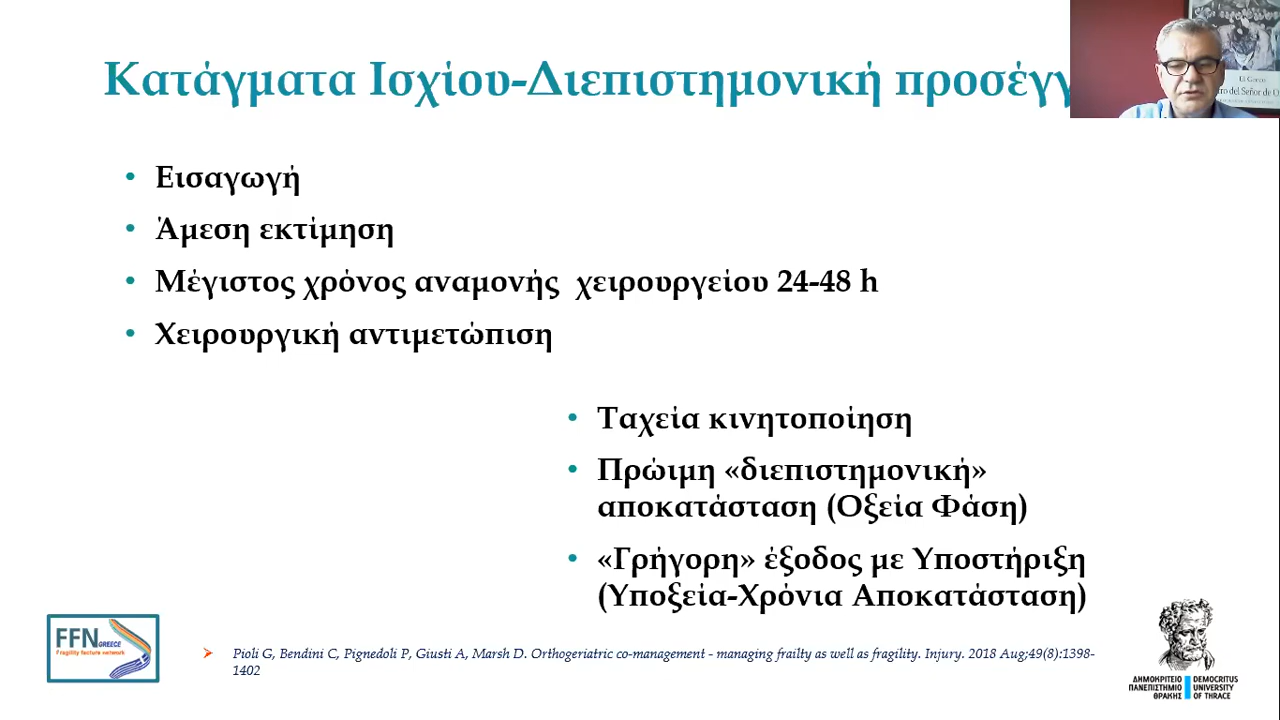 Κατάγματα Ισχίου-Διεπιστημονική
El Greco
Εισαγωγή
Άμεση εκτίμηση
Μέγιστος χρόνος αναμονής χειρουργείου 24-48 h
Χειρουργική αντιμετώπιση
Ταχεία κινητοποίηση
Πρώιμη «διεπιστημονική»
αποκατάσταση (Οξεία Φάση)
«Γρήγορη» έξοδος με Υποστήριξη
(Υποξεία-Χρόνια Αποκατάσταση)
FFN GREECE
Fragility fracture network
Pioli G, Bendini C, Pignedoli P, Giusti A, Marsh D. Orthogeriatric co-management - managing frailty as well as fragility. Injury. 2018 Aug;49(8):1398-
1402
ΔΗΜΟΚΡΙΤΕΙΟ DEMOCRITUS
ΠΑΝΕΠΙΣΤΗΜΙΟ UNIVERSITY
ΘΡΑΚΗΣ OF THRACE